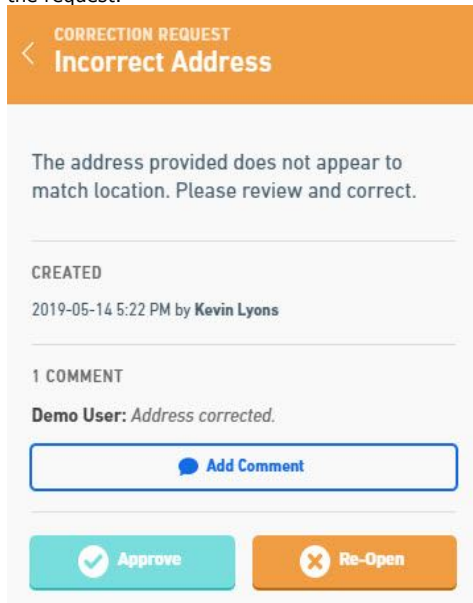 the request.
CORRECTION REQUEST
Incorrect Address
The address provided does not appear to
match location. Please review and correct.
CREATED
2019-05-14 5:22 PM by Kevin Lyons
1 COMMENT
Demo User: Address corrected.
Add Comment
Approve
Re-Open